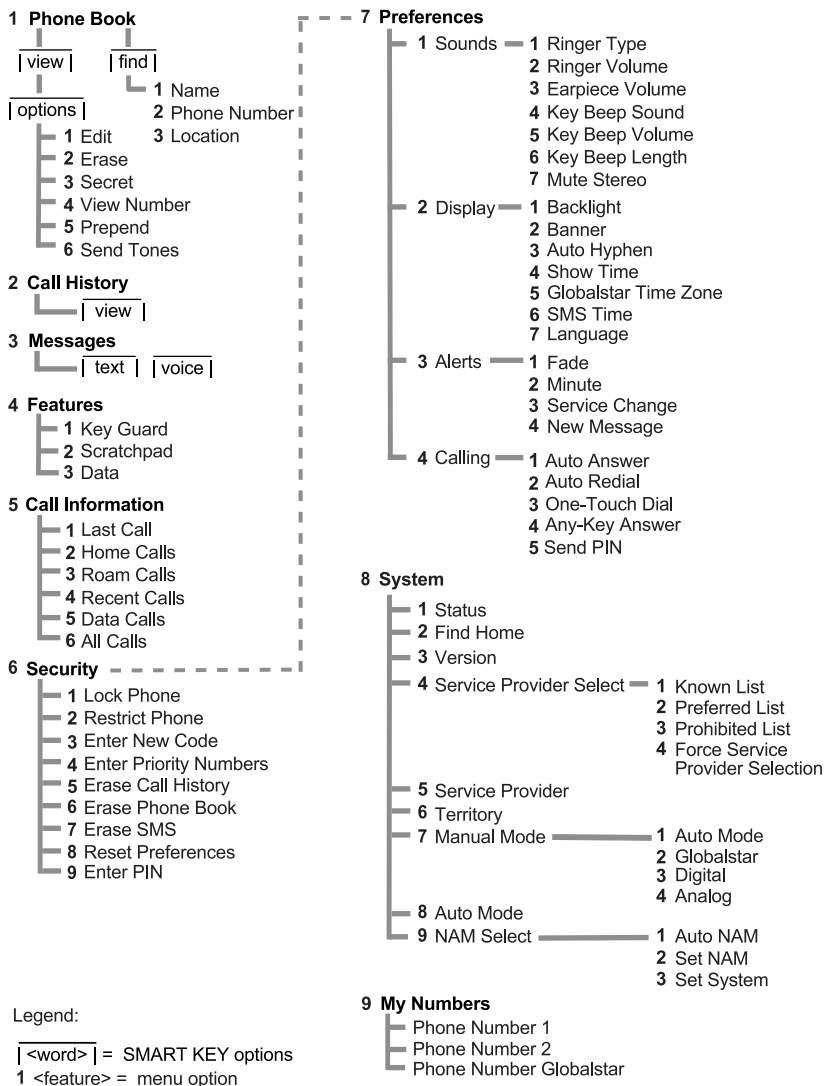 1 Phone Book
| view | | find |
1 Name
2 Phone Number
3 Location
| options |
1 Edit
2 Erase
3 Secret
4 View Number
5 Prepend
6 Send Tones
2 Call History
| view |
3 Messages
| text | | voice |
4 Features
1 Key Guard
2 Scratchpad
3 Data
5 Call Information
1 Last Call
2 Home Calls
3 Roam Calls
4 Recent Calls
5 Data Calls
6 All Calls
6 Security
1 Lock Phone
2 Restrict Phone
3 Enter New Code
4 Enter Priority Numbers
5 Erase Call History
6 Erase Phone Book
7 Erase SMS
8 Reset Preferences
9 Enter PIN
7 Preferences
1 Sounds
1 Ringer Type
2 Ringer Volume
3 Earpiece Volume
4 Key Beep Sound
5 Key Beep Volume
6 Key Beep Length
7 Mute Stereo
2 Display
1 Backlight
2 Banner
3 Auto Hyphen
4 Show Time
5 Globalstar Time Zone
6 SMS Time
7 Language
3 Alerts
1 Fade
2 Minute
3 Service Change
4 New Message
4 Calling
1 Auto Answer
2 Auto Redial
3 One-Touch Dial
4 Any-Key Answer
5 Send PIN
8 System
1 Status
2 Find Home
3 Version
4 Service Provider Select
1 Known List
2 Preferred List
3 Prohibited List
4 Force Service
Provider Selection
5 Service Provider
6 Territory
7 Manual Mode
1 Auto Mode
2 Globalstar
3 Digital
4 Analog
8 Auto Mode
9 NAM Select
1 Auto NAM
2 Set NAM
3 Set System
9 My Numbers
Phone Number 1
Phone Number 2
Phone Number Globalstar
Legend:
| <word> | = SMART KEY options
1 <feature> = menu option